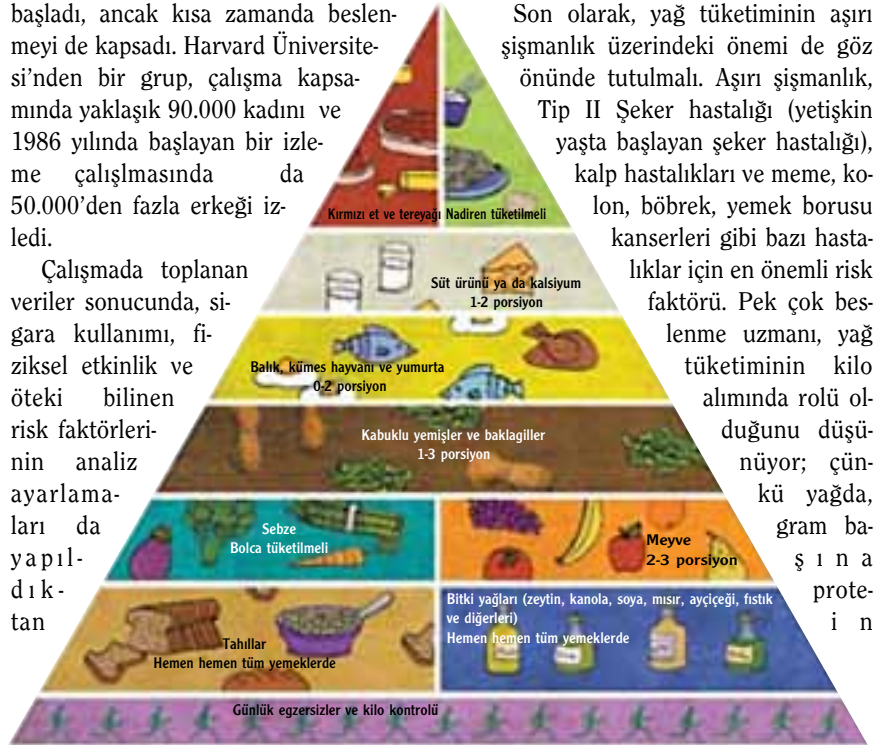 başladı, ancak kısa zamanda beslen-
meyi de kapsadı. Harvard Üniversite-
si'nden bir grup, çalışma kapsa-
mında yaklaşık 90.000 kadını ve
1986 yılında başlayan bir izle-
me çalışlmasında da
50.000'den fazla erkeği iz-
ledi.
Çalışmada toplanan
veriler sonucunda, si-
gara kullanımı, fi-
ziksel etkinlik ve
öteki bilinen
risk faktörleri-
nin analiz
ayarlama-
ları da
yapıl-
dık-
tan
Kırmızı et ve tereyağı Nadiren tüketilmeli
Süt ürünü ya da kalsiyum
1-2 porsiyon
Balık, kümes hayvanı ve yumurta
0-2 porsiyon
Kabuklu yemişler ve baklagiller
1-3 porsiyon
Sebze
Bolca tüketilmeli
Meyve
2-3 porsiyon
Tahıllar
Hemen hemen tüm yemeklerde
Bitki yağları (zeytin, kanola, soya, mısır, ayçiçeği, fıstık
ve diğerleri)
Hemen hemen tüm yemeklerde
Günlük egzersizler ve kilo kontrolü
Son olarak, yağ tüketiminin aşırı
şişmanlık üzerindeki önemi de göz
önünde tutulmalı. Aşırı şişmanlık,
Tip II Şeker hastalığı (yetişkin
yaşta başlayan şeker hastalığı),
kalp hastalıkları ve meme, ko-
lon, böbrek, yemek borusu
kanserleri gibi bazı hasta-
lıklar için en önemli risk
faktörü. Pek çok bes-
lenme uzmanı, yağ
tüketiminin kilo
alımında rolü ol-
duğunu düşü-
nüyor; çün-
kü yağda,
gram ba-
şına
prote-
in